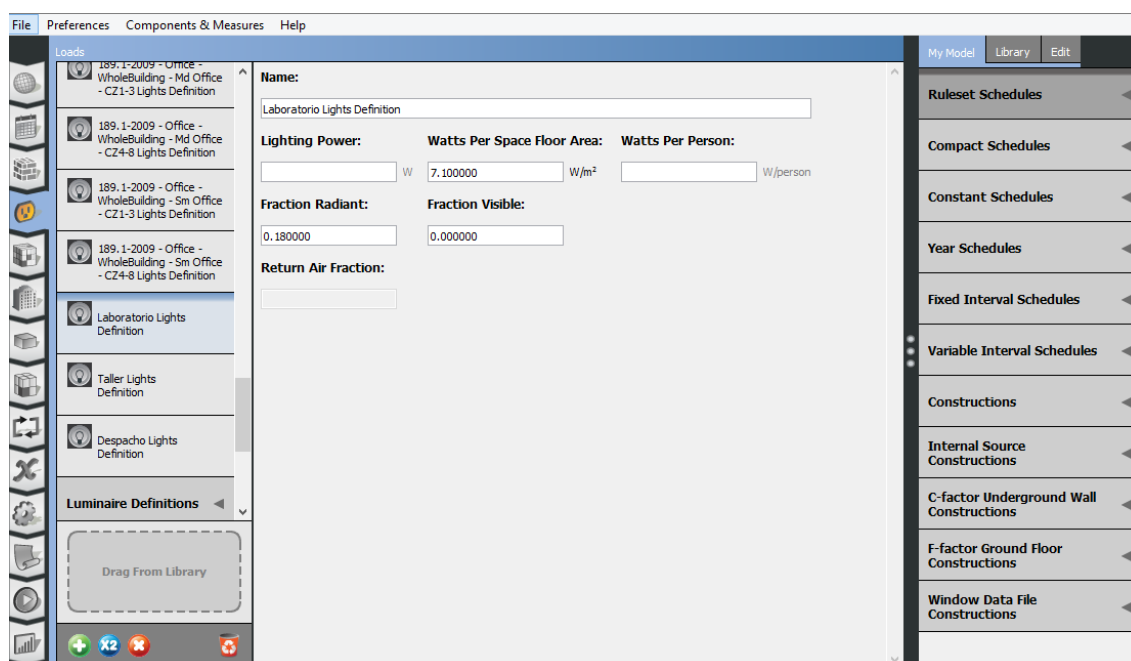 File Preferences Components & Measures Help
Loads
189.1-2009 - Office -
WholeBuilding - Md Office
- CZ1-3 Lights Definition
189.1-2009 - Office -
WholeBuilding - Md Office
- CZ4-8 Lights Definition
189.1-2009 - Office -
WholeBuilding - Sm Office
- CZ1-3 Lights Definition
189.1-2009 - Office -
WholeBuilding - Sm Office
- CZ4-8 Lights Definition
Laboratorio Lights
Definition
Taller Lights
Definition
Despacho Lights
Definition
Luminaire Definitions
Drag From Library
X2
Name:
Laboratorio Lights Definition
Lighting Power: Watts Per Space Floor Area: Watts Per Person:
W 7.100000 W/m² W/person
Fraction Radiant: Fraction Visible:
0.180000 0.000000
Return Air Fraction:
My Model Library Edit
Ruleset Schedules
Compact Schedules
Constant Schedules
Year Schedules
Fixed Interval Schedules
Variable Interval Schedules
Constructions
Internal Source
Constructions
C-factor Underground Wall
Constructions
F-factor Ground Floor
Constructions
Window Data File
Constructions